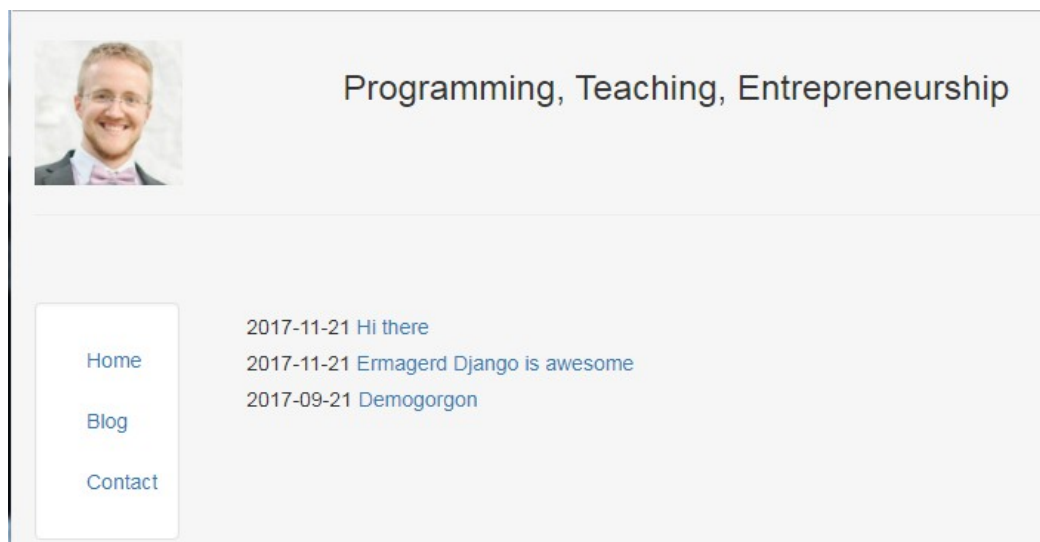 Programming, Teaching, Entrepreneurship
Home
Blog
Contact
2017-11-21 Hi there
2017-11-21 Ermagerd Django is awesome
2017-09-21 Demogorgon